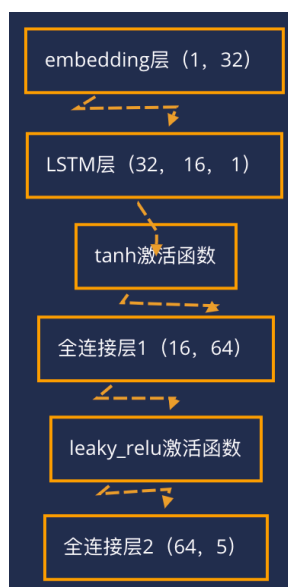 embedding层（1，32）
LSTM层（32， 16，1）
tanh激活函数
全连接层1（16，64）
leaky_relu激活函数
全连接层2（64，5）